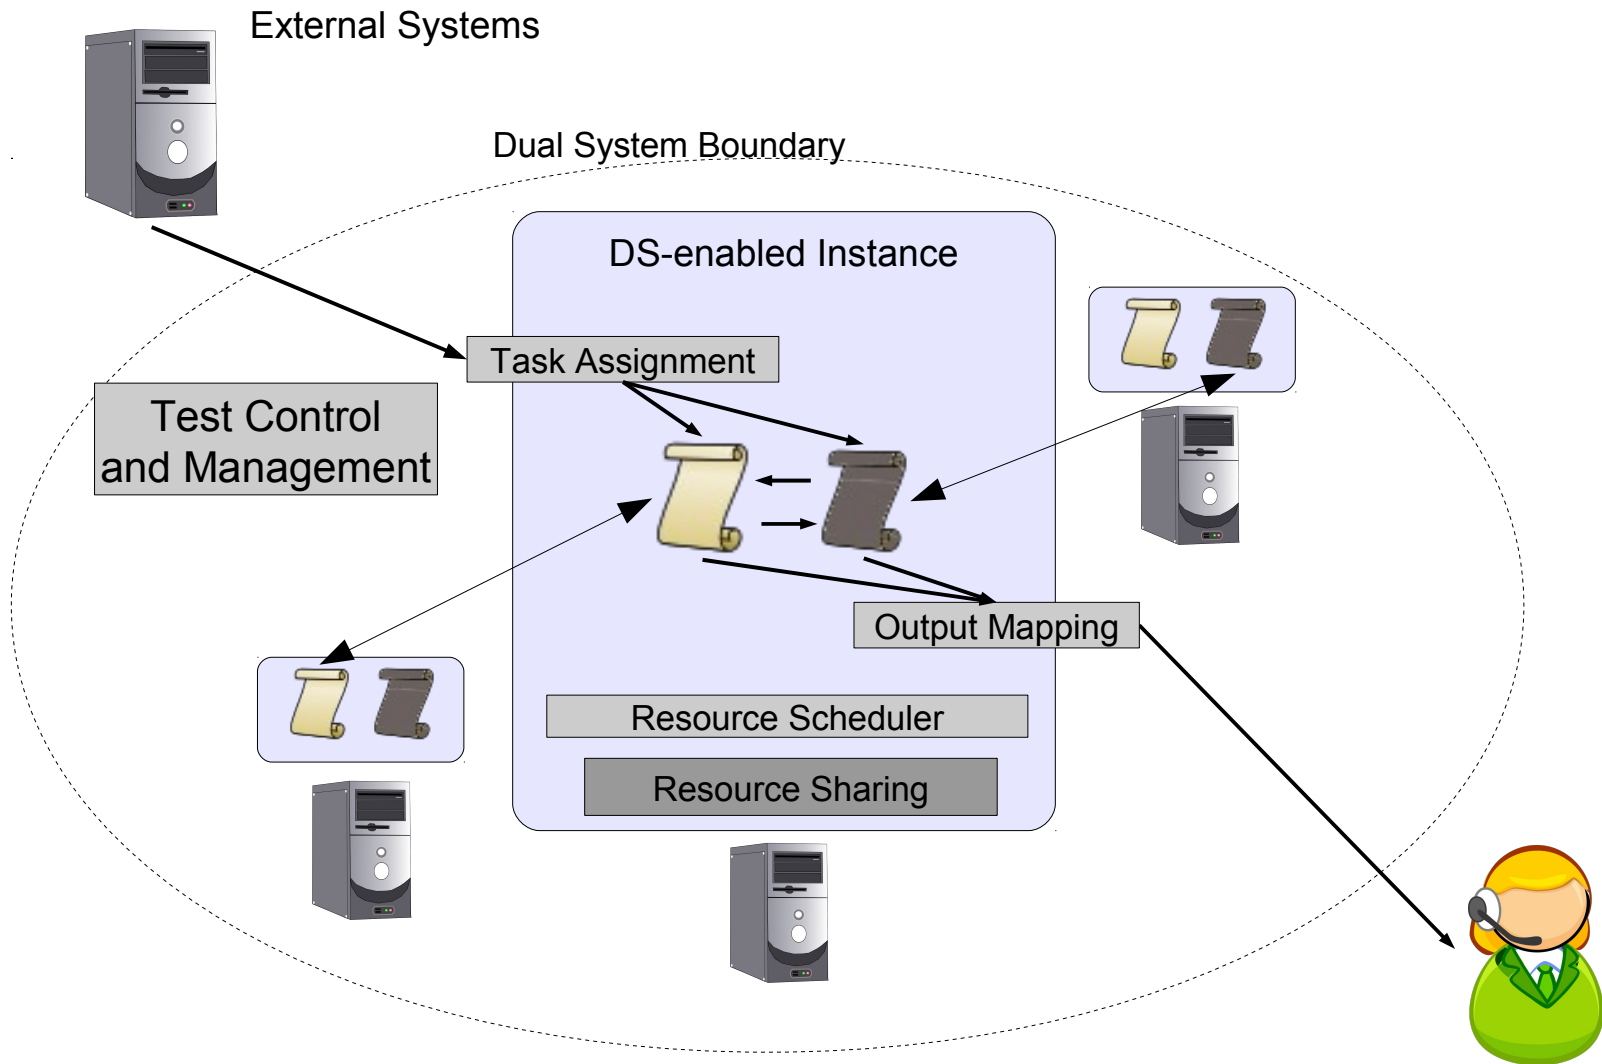 External Systems
Dual System Boundary
DS-enabled Instance
Task Assignment
Test Control
and Management
Output Mapping
Resource Scheduler
Resource Sharing